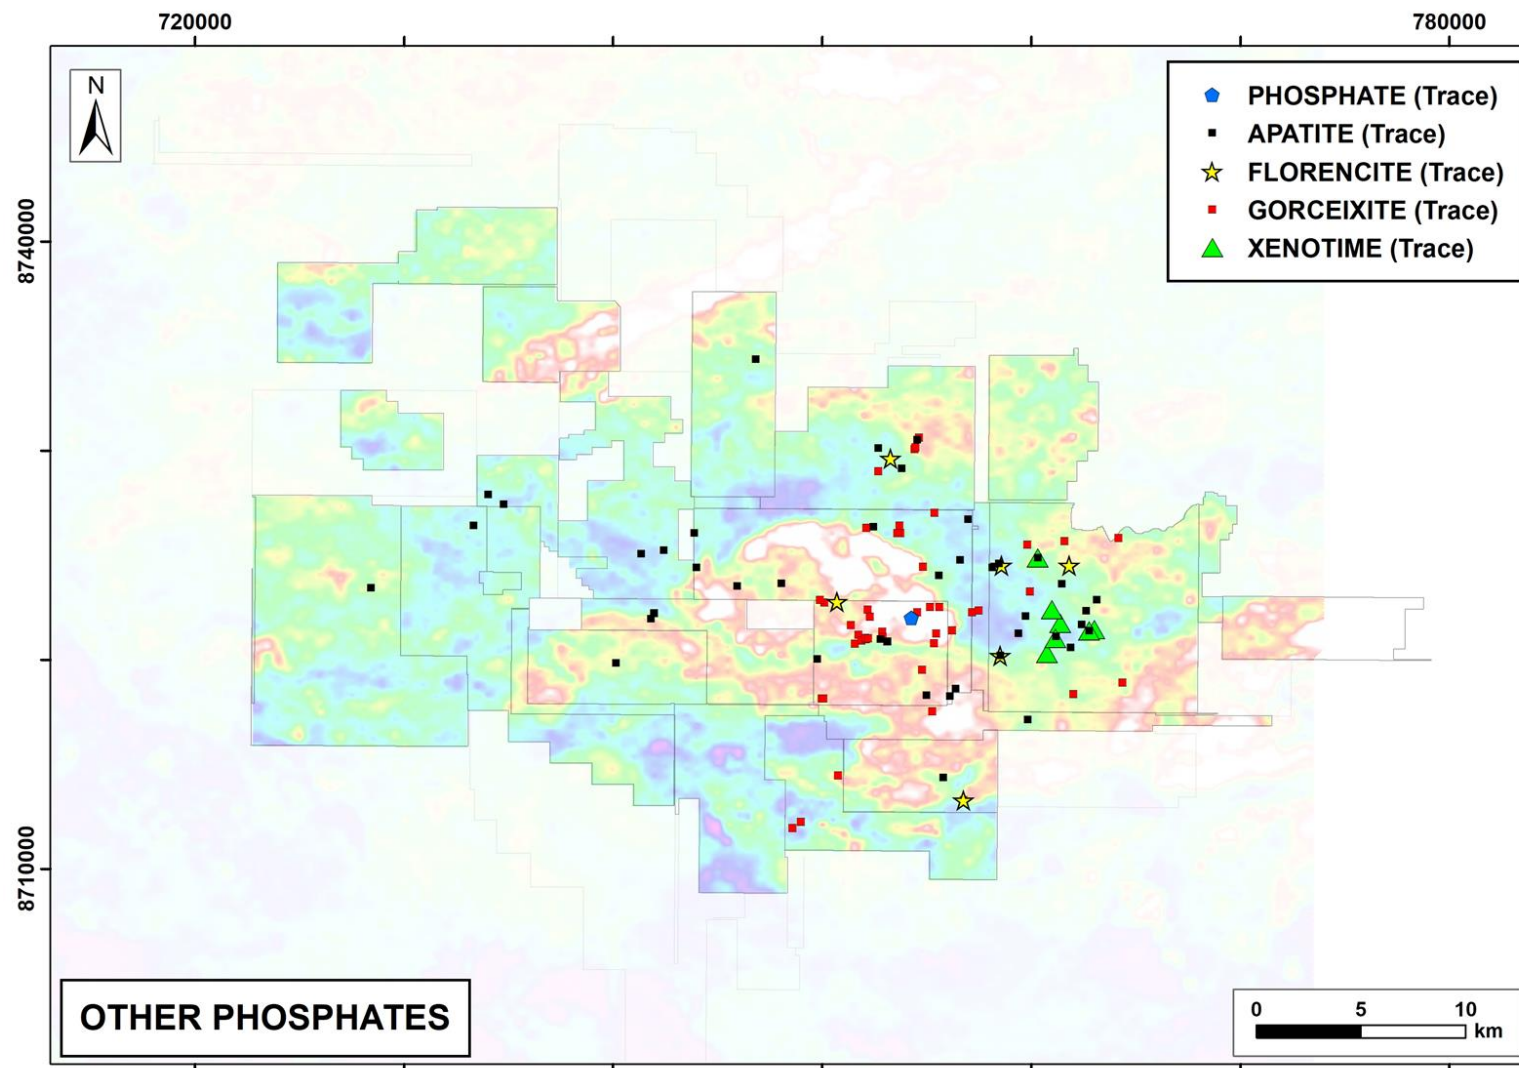 720000 780000
N
PHOSPHATE (Trace)
APATITE (Trace)
FLORENCITE (Trace)
GORCEIXITE (Trace)
XENOTIME (Trace)
8740000
8710000
OTHER PHOSPHATES
0 5 10
km